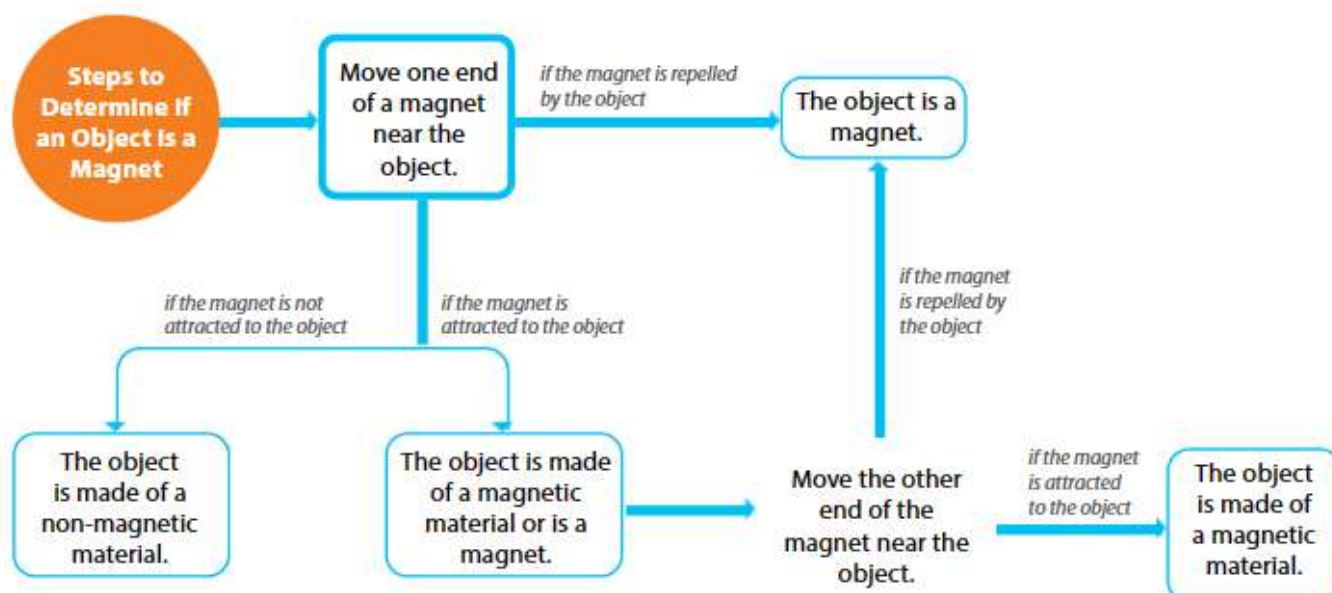 Steps to
Determine if
an Object is a
Magnet
Move one end
of a magnet
near the
object.
if the magnet is repelled
by the object
The object is a
magnet.
if the magnet is not
attracted to the object
if the magnet is
attracted to the object
if the magnet
is repelled by
the object
The object
is made of a
non-magnetic
material.
The object is made
of a magnetic
material or is a
magnet.
Move the other
end of the
magnet near the
object.
if the magnet
is attracted
to the object
The object
is made of
a magnetic
material.